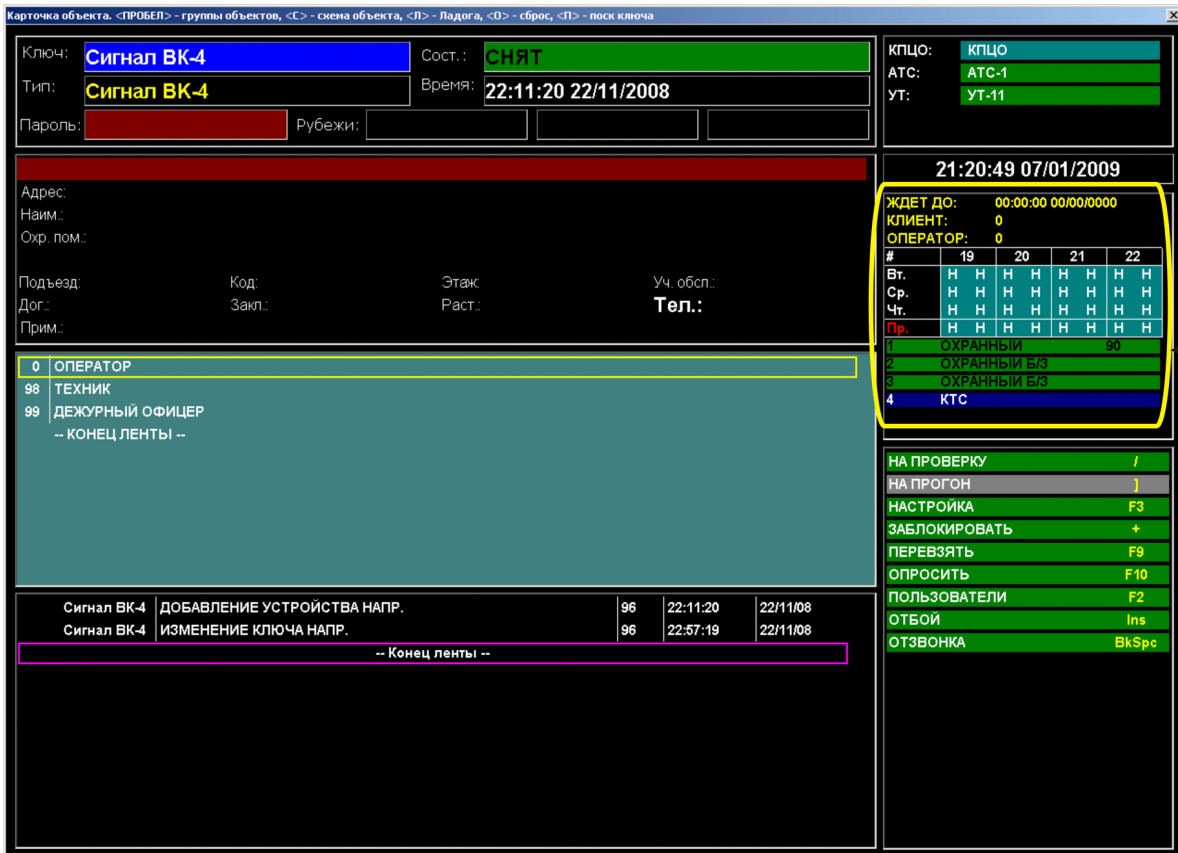 Карточка объекта. <ПРОБЕЛ> - группы объектов, <С> - схема объекта, <Л> - Ладога, <О> - сброс, <П> - поск ключа
Ключ: Сигнал ВК-4 Сост.: СНЯТ
Тип: Сигнал ВК-4 Время: 22:11:20 22/11/2008
Пароль: Рубежи:
КПЦО: КПЦО
АТС: АТС-1
УТ: УТ-11
Адрес:
Наим.:
Охр. пом.:
Подъезд: Код: Этаж: Уч. обсл.:
Дог.: Закл.: Раст.: Тел.:
Прим.:
21:20:49 07/01/2009
ЖДЕТ ДО: 00:00:00 00/00/0000
КЛИЕНТ: 0
ОПЕРАТОР: 0
# 19 20 21 22
Вт. Н Н Н Н Н Н Н Н
Ср. Н Н Н Н Н Н Н Н
Чт. Н Н Н Н Н Н Н Н
Пр. Н Н Н Н Н Н Н Н
1 ОХРАННЫЙ 90
2 ОХРАННЫЙ Б/З
3 ОХРАННЫЙ Б/З
4 КТС
0 ОПЕРАТОР
98 ТЕХНИК
99 ДЕЖУРНЫЙ ОФИЦЕР
-- КОНЕЦ ЛЕНТЫ --
НА ПРОВЕРКУ /
НА ПРОГОН ]
НАСТРОЙКА F3
ЗАБЛОКИРОВАТЬ +
ПЕРЕВЗЯТЬ F9
ОПРОСИТЬ F10
ПОЛЬЗОВАТЕЛИ F2
ОТБОЙ Ins
ОТЗВОНКА BkSpc
Сигнал ВК-4 ДОБАВЛЕНИЕ УСТРОЙСТВА НАПР. 96 22:11:20 22/11/08
Сигнал ВК-4 ИЗМЕНЕНИЕ КЛЮЧА НАПР. 96 22:57:19 22/11/08
-- Конец ленты --